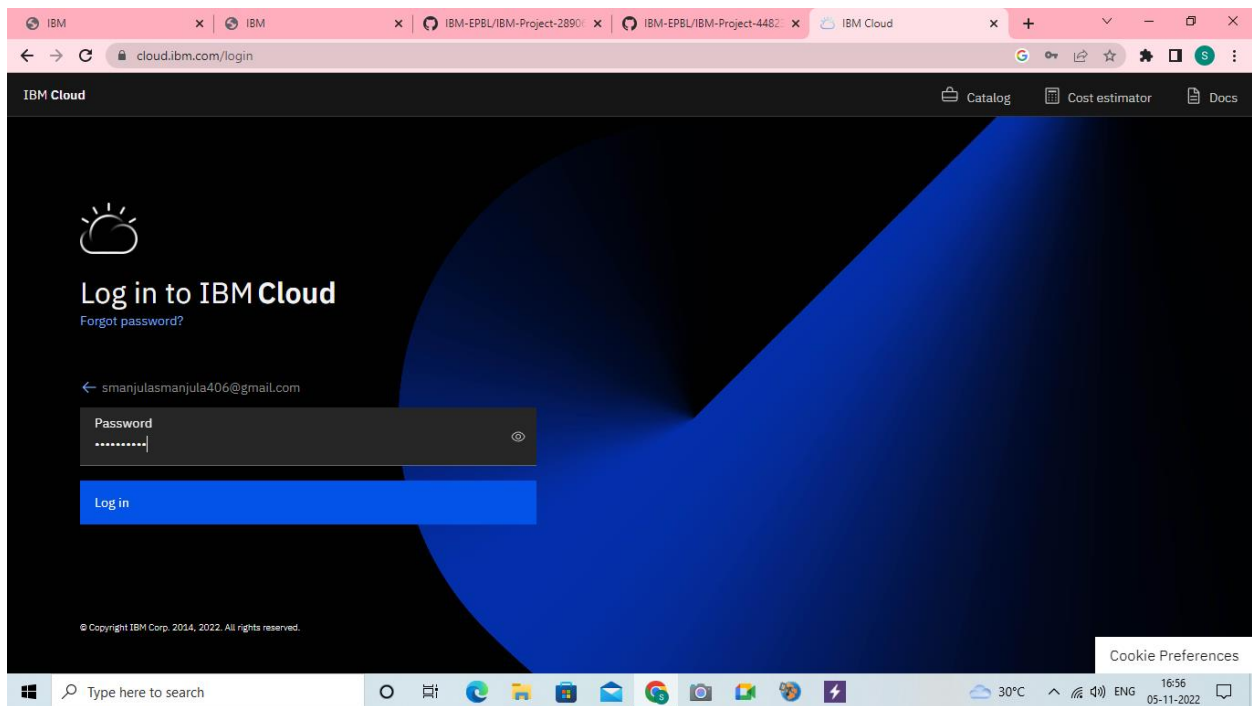 IBM
IBM
IBM-EPBL/IBM-Project-28906
IBM-EPBL/IBM-Project-4482
IBM Cloud
cloud.ibm.com/login
S
IBM Cloud
Catalog
Cost estimator
Docs
Log in to IBM Cloud
Forgot password?
smanjulasmanjula406@gmail.com
Password
••••••••••
Log in
© Copyright IBM Corp. 2014, 2022. All rights reserved.
Cookie Preferences
Type here to search
30°C
ENG
16:56
05-11-2022